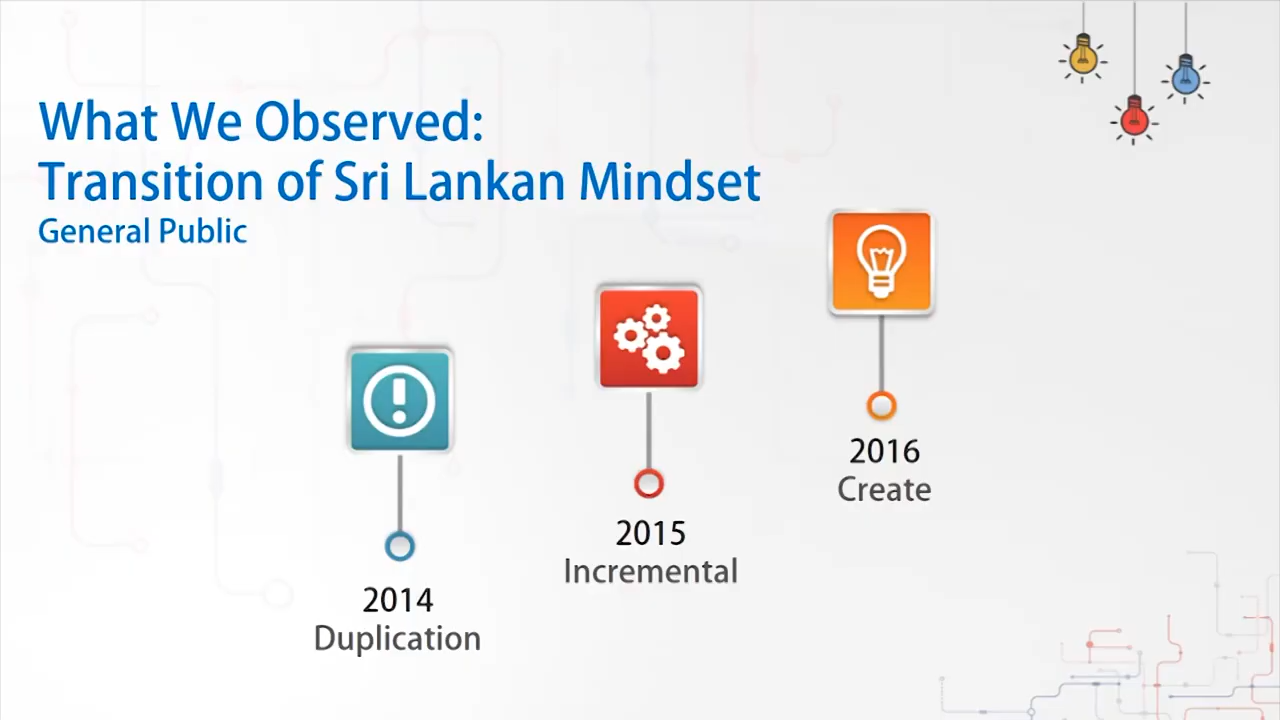 What We Observed:
Transition of Sri Lankan Mindset
General Public
2014
Duplication
2015
Incremental
2016
Create